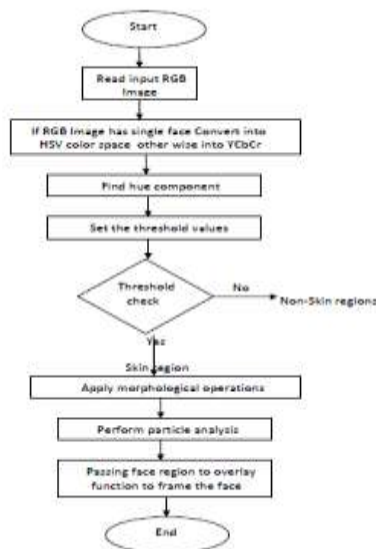 Start
Read input RGB
Image
If RGB Image has single face Convert into
HSV color space other wise into YCbCr
Find hue component
Set the threshold values
Threshold
check
No
Non-Skin regions
Yes
Skin region
Apply morphological operations
Perform particle analysis
Passing face region to overlay
function to frame the face
End